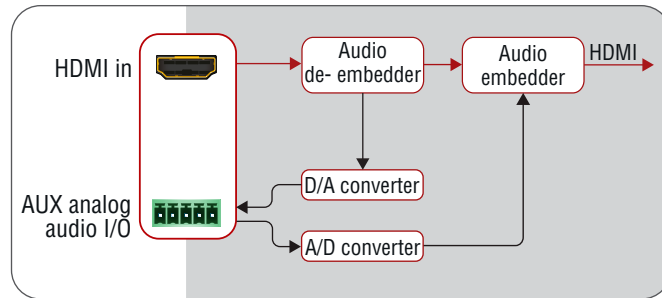 HDMI in
Audio
de- embedder
Audio
embedder
HDMI
D/A converter
AUX analog
audio I/O
A/D converter